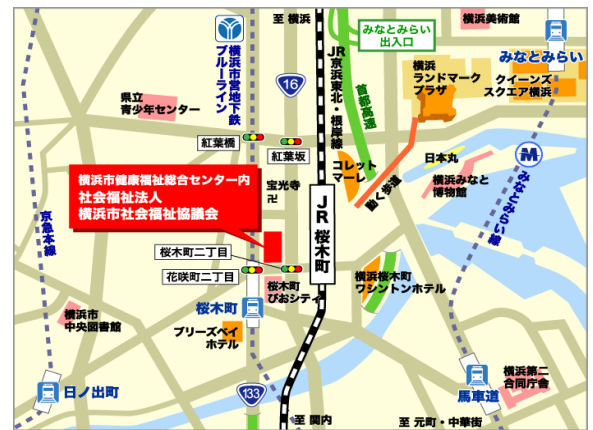 至 横浜
みなとみらい
出入口
横浜美術館
みなとみらい
横浜市営地下鉄
ブルーライン
JR京浜東北・根岸線
首都高速
横浜
ランドマーク
プラザ
クイーンズ
スクエア横浜
16
県立
青少年センター
紅葉橋
紅葉坂
コレット
マーレ
日本丸
M
横浜みなと
博物館
みなとみらい線
動く歩道
横浜市健康福祉総合センター内
社会福祉法人
横浜市社会福祉協議会
宝光寺
卍
京急本線
JR 桜木町
桜木町二丁目
花咲町二丁目
桜木町
ぴおシティ
横浜桜木町
ワシントンホテル
桜木町
ブリーズベイ
ホテル
横浜市
中央図書館
日ノ出町
133
馬車道
横浜第二
合同庁舎
至 関内
至 元町・中華街